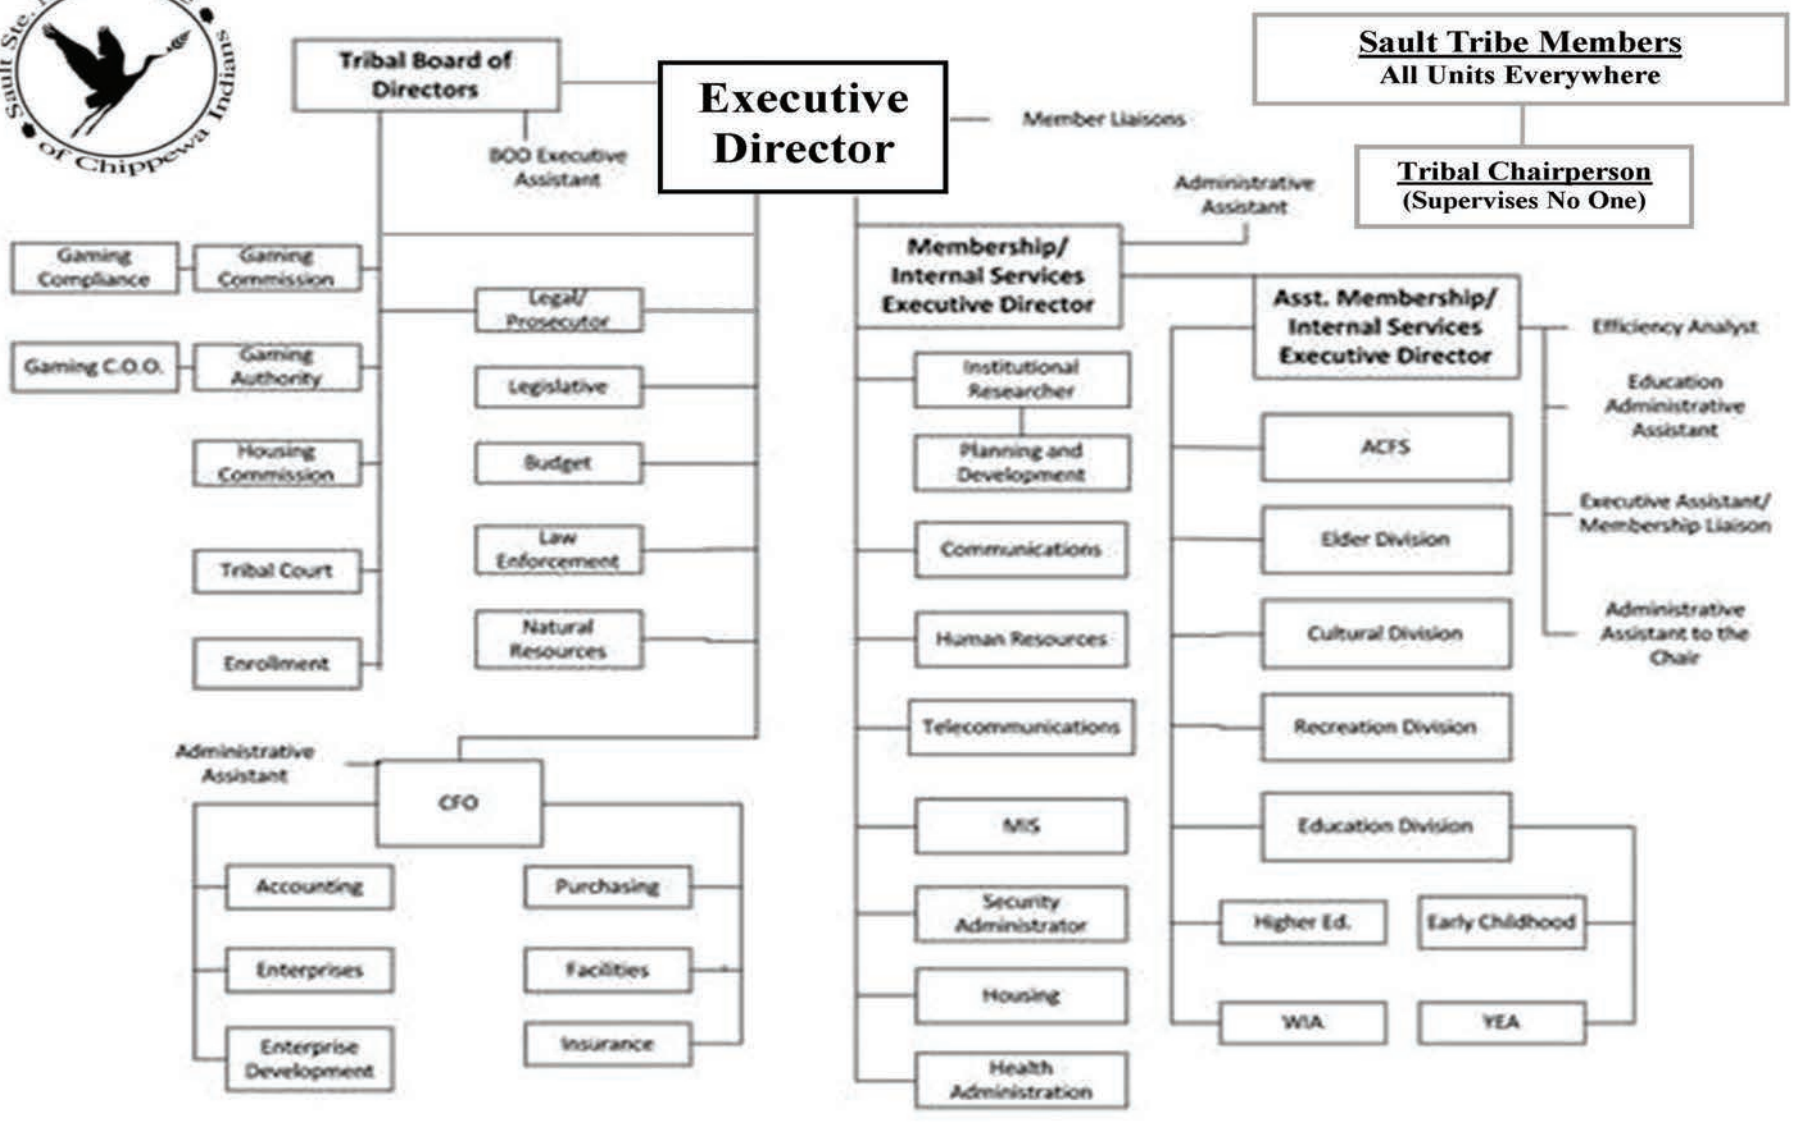 Sault Ste.
of Chippewa Indians
Tribal Board of
Directors
Executive
Director
Member Liaisons
Sault Tribe Members
All Units Everywhere
Tribal Chairperson
(Supervises No One)
BOD Executive
Assistant
Administrative
Assistant
Gaming
Compliance
Gaming
Commission
Gaming C.O.O.
Gaming
Authority
Housing
Commission
Tribal Court
Enrollment
Legal/
Prosecutor
Legislative
Budget
Law
Enforcement
Natural
Resources
Administrative
Assistant
CFO
Accounting
Enterprises
Enterprise
Development
Purchasing
Facilities
Insurance
Membership/
Internal Services
Executive Director
Institutional
Researcher
Planning and
Development
Communications
Human Resources
Telecommunications
MIS
Security
Administrator
Housing
Health
Administration
Asst. Membership/
Internal Services
Executive Director
Efficiency Analyst
Education
Administrative
Assistant
Executive Assistant/
Membership Liaison
Administrative
Assistant to the
Chair
ACFS
Elder Division
Cultural Division
Recreation Division
Education Division
Higher Ed.
Early Childhood
WIA
YEA